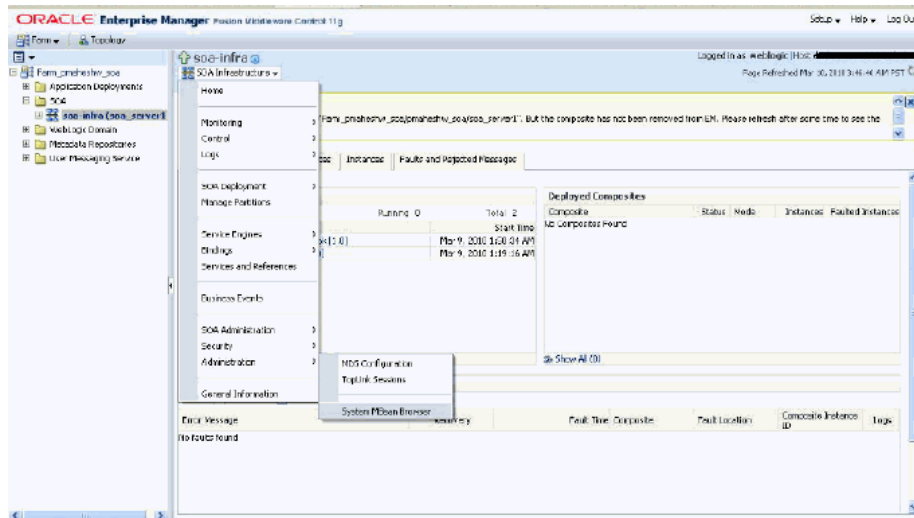 ORACLE Enterprise Manager Fusion Middleware Control 11g
Setup Help Log Ou
Farm Topology
soa-infra
Logged in as weblogic |Host
SOA Infrastructure
Page Refreshed Mar 10, 2010 3:46:46 AM PST
Farm_pmaheshw_soa
Application Deployments
SOA
soa-infra (soa_server1
WebLogic Domain
Metadata Repositories
User Messaging Service
Home
Monitoring
Control
Logs
SOA Deployment
Manage Partitions
Service Engines
Bindings
Services and References
Business Events
SOA Administration
Security
Administration
General Information
MDS Configuration
TopLink Sessions
System MBean Browser
"Farm_pmaheshw_soa/pmaheshw_soa/soa_server1". But the composite has not been removed from EM. Please refresh after some time to see the
Instances Faults and Rejected Messages
Running 0 Total 2
Start Time
[1.0] Mar 9, 2010 1:50:34 AM
Mar 9, 2010 1:19:16 AM
Deployed Composites
Composite Status Mode Instances Faulted Instances
No Composites Found
Show All (0)
Error Message Recovery Fault Time Composite Fault Location Composite Instance ID Logs
No faults found